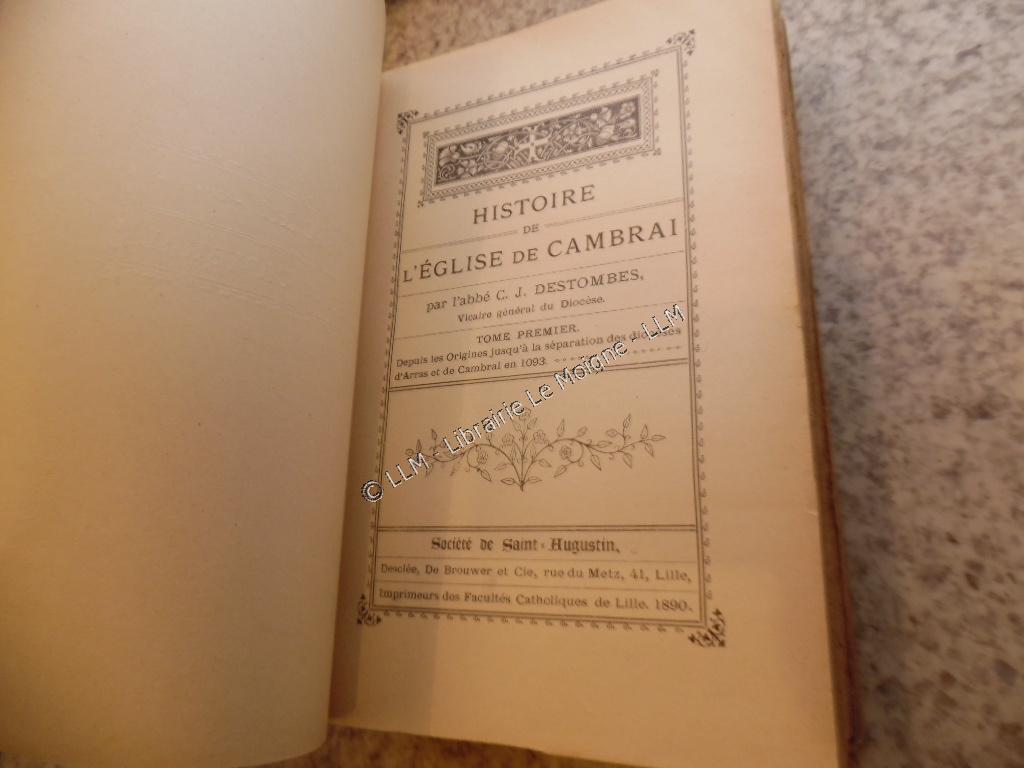 HISTOIRE
DE
L'ÉGLISE DE CAMBRAI
par l'abbé C. J. DESTOMBES,
Vicaire général du Diocèse.
TOME PREMIER.
Depuis les Origines jusqu'à la séparation des diocèses
d'Arras et de Cambrai en 1093.
© LLM - Librairie Le Moigne - LLM
Société de Saint-Augustin,
Desclée, De Brouwer et Cie, rue du Metz, 41, Lille,
Imprimeurs des Facultés Catholiques de Lille. 1890.